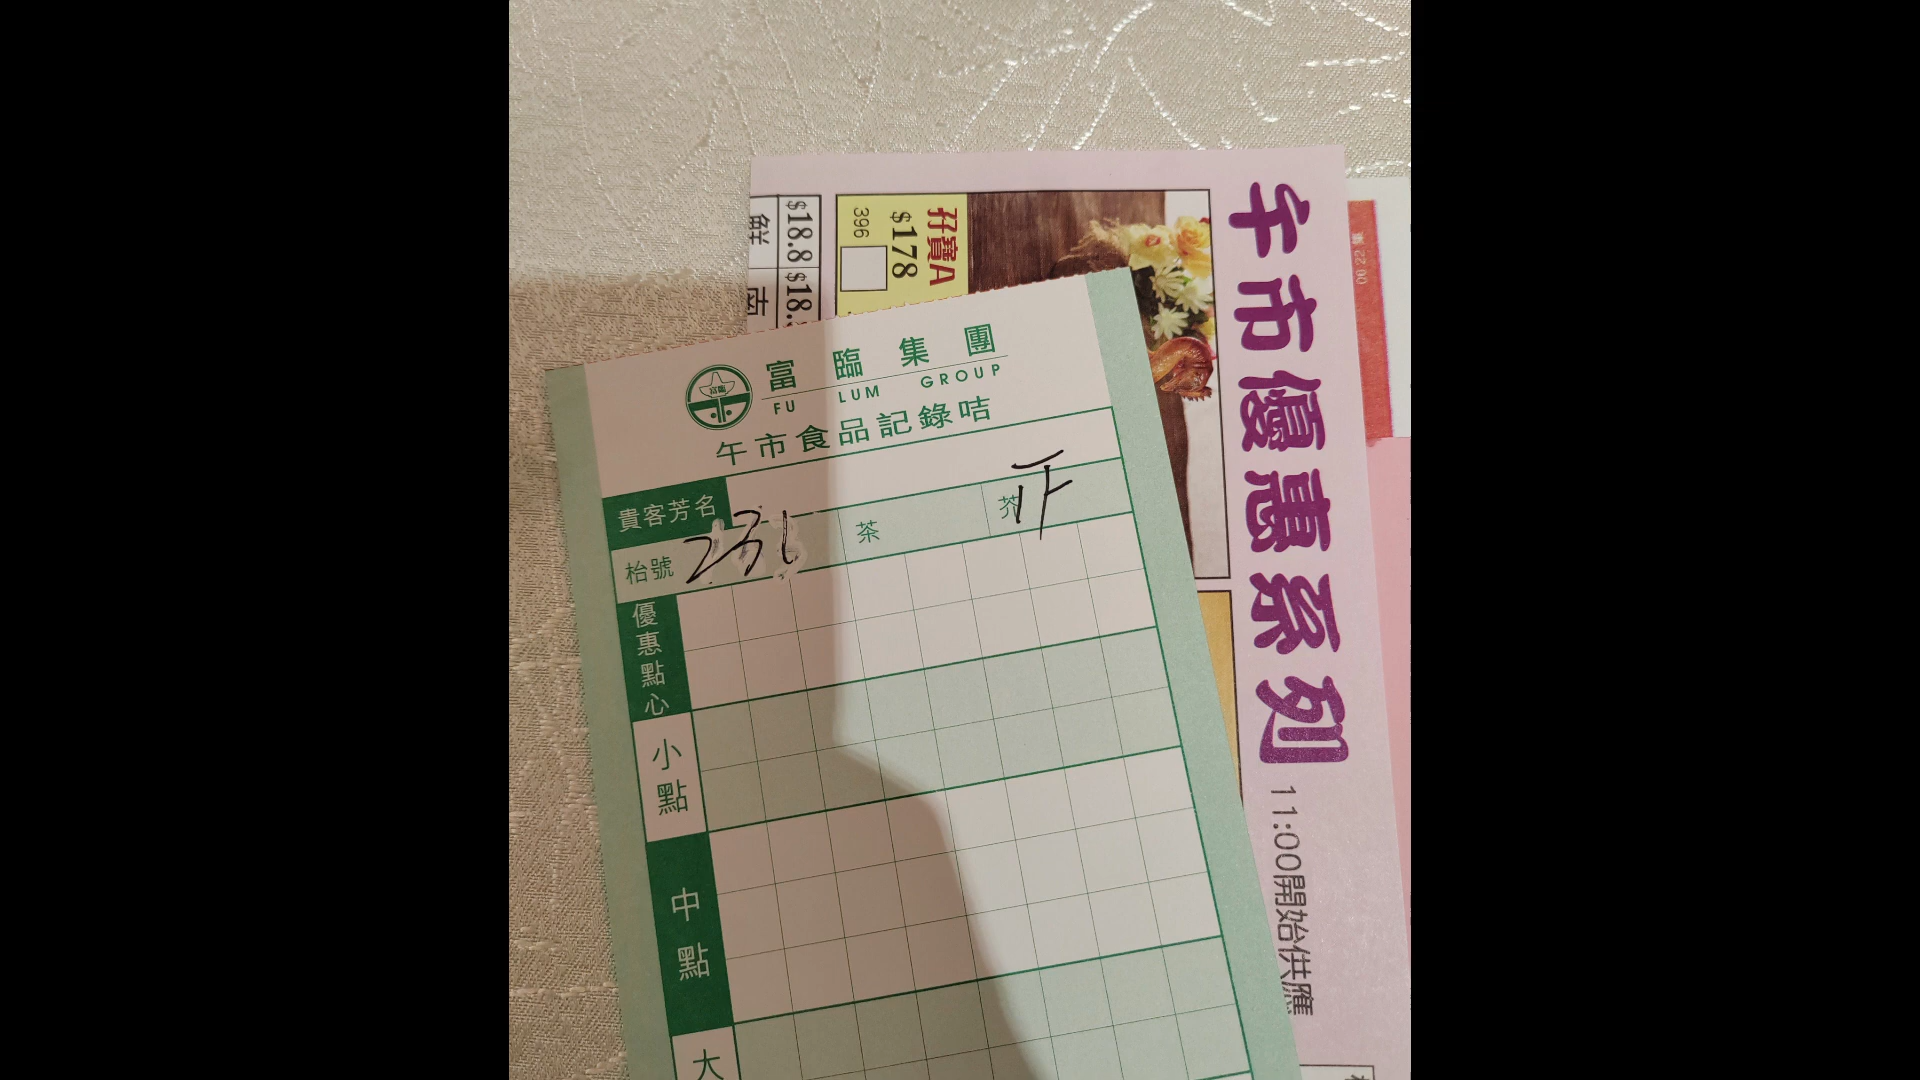 富臨集團
FU LUM GROUP
午市食品記錄咭
貴客芳名
枱號 231 茶 芥
優惠點心
小點
中點
大
午市優惠系列 11:00開始供應
孖寶A
$178
396
$18.8 $18.
鮮